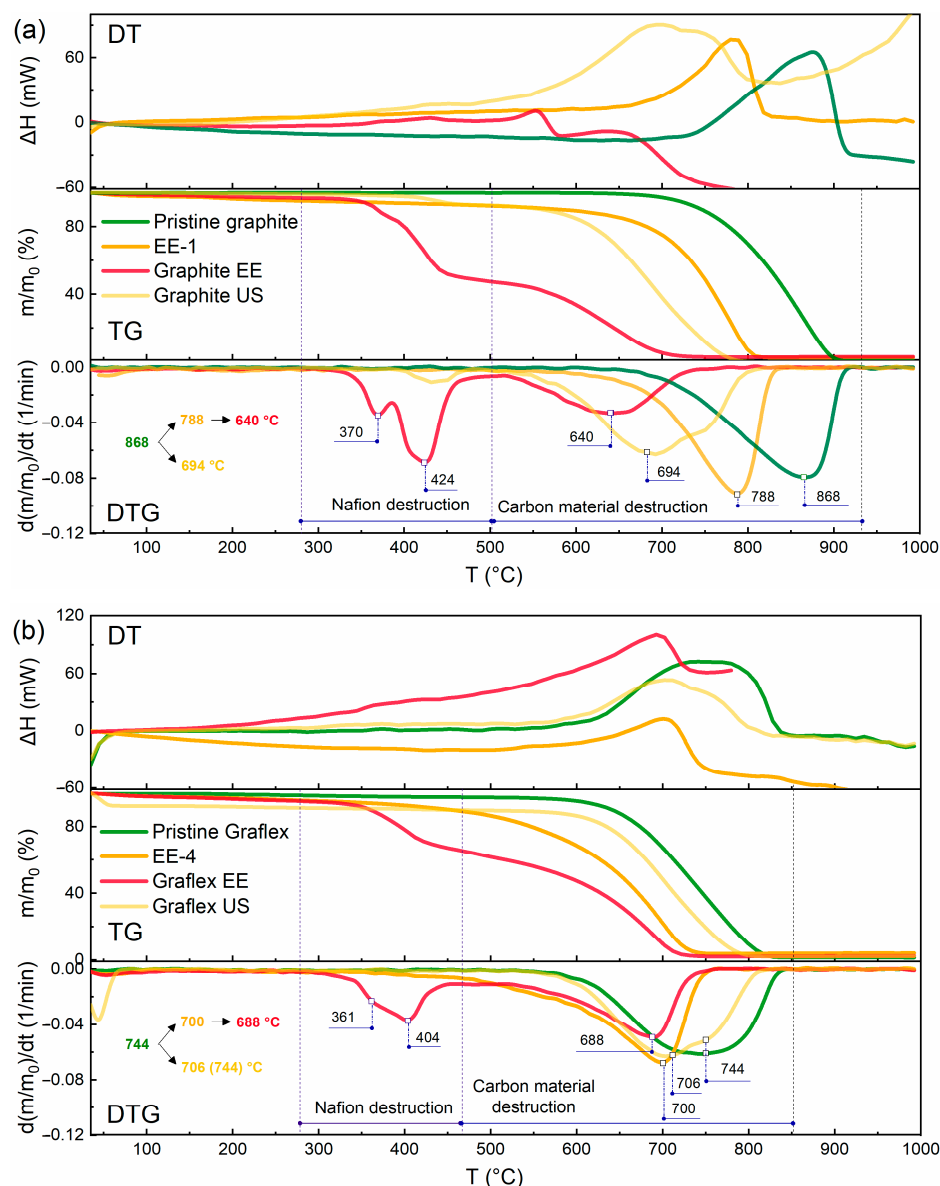 (a)
DT
ΔH (mW)
60
0
−60
Pristine graphite
EE-1
Graphite EE
Graphite US
m/m0 (%)
80
40
TG
d(m/m0)/dt (1/min)
0.00
−0.04
−0.08
−0.12
868
788
640 °C
694 °C
370
424
640
694
788
868
Nafion destruction
Carbon material destruction
DTG
100 200 300 400 500 600 700 800 900 1000
T (°C)
(b)
DT
ΔH (mW)
120
60
0
−60
Pristine Graflex
EE-4
Graflex EE
Graflex US
m/m0 (%)
80
40
0
TG
d(m/m0)/dt (1/min)
0.00
−0.04
−0.08
−0.12
744
700
688 °C
706 (744) °C
361
404
688
706
700
744
Nafion destruction
Carbon material
destruction
DTG
100 200 300 400 500 600 700 800 900 1000
T (°C)